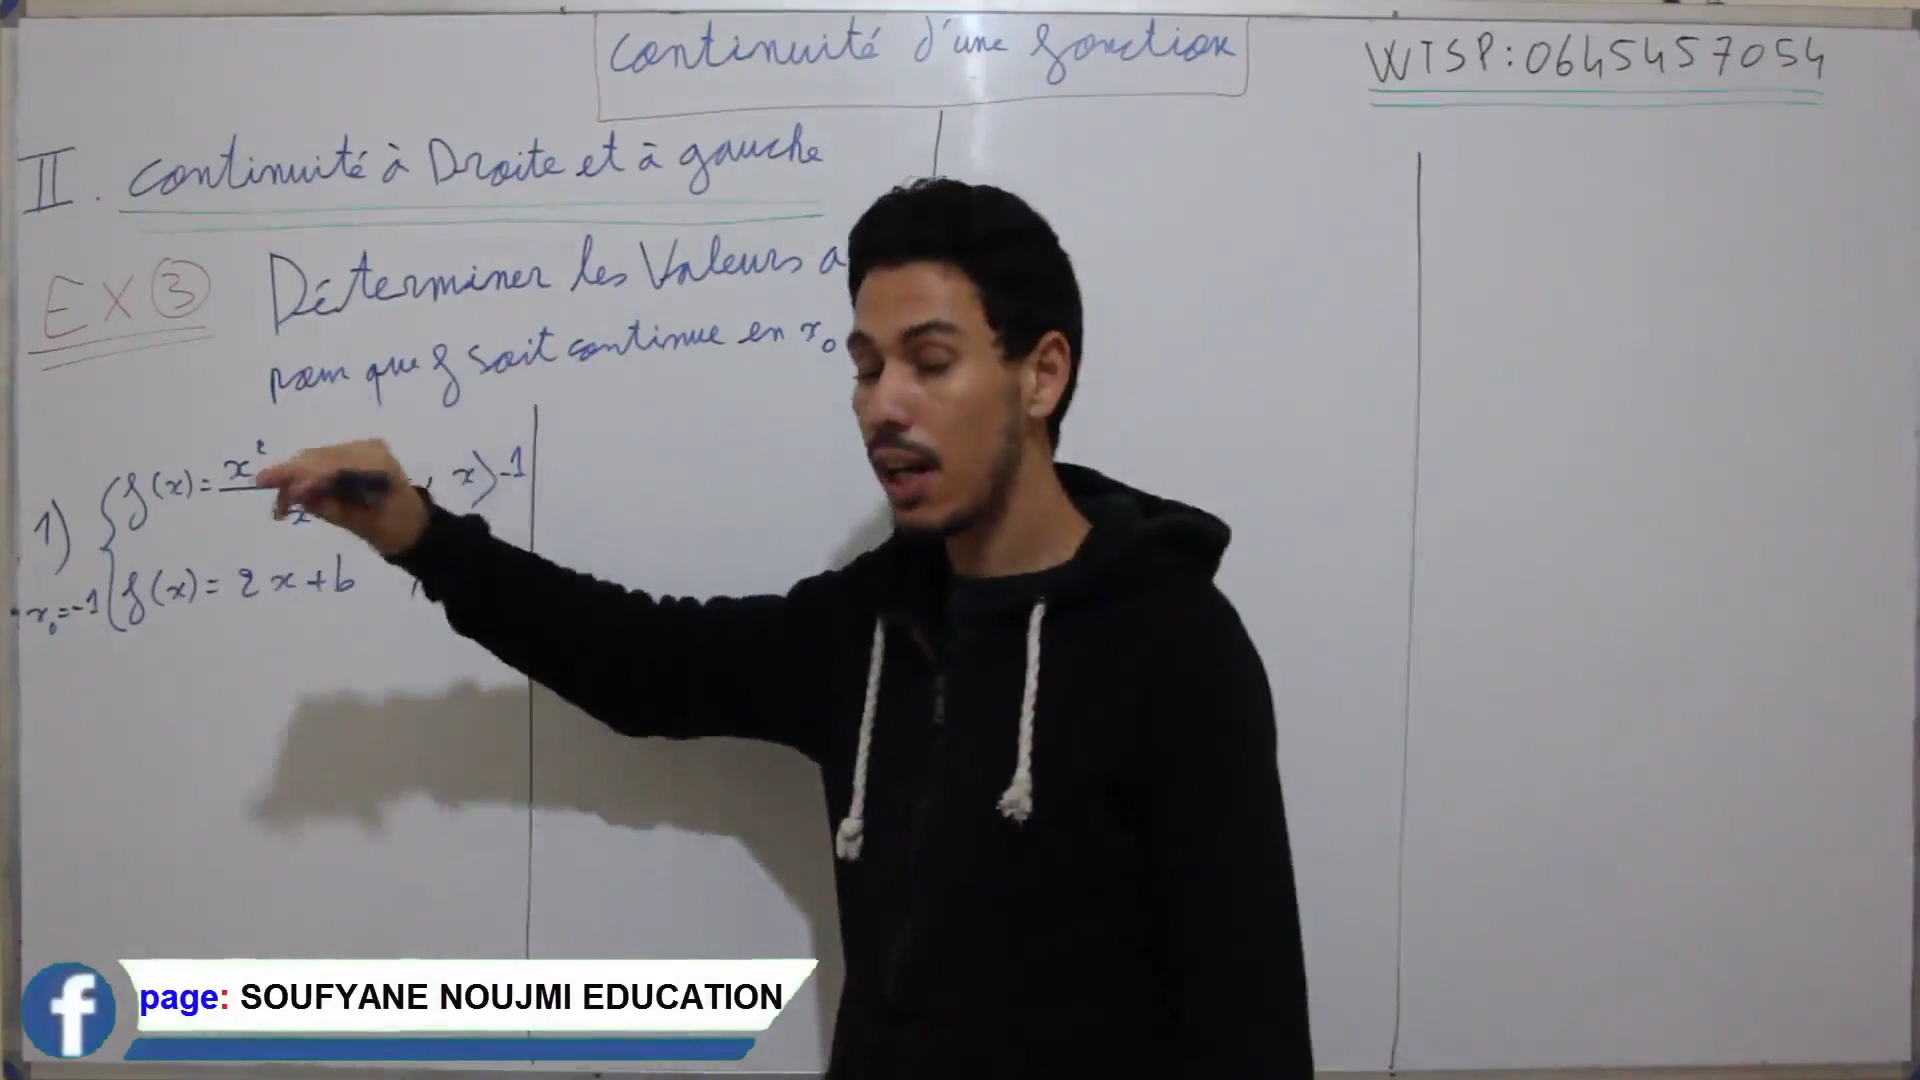 Continuité d'une fonction
WTSP: 0645457054
II. Continuité à Droite et à gauche
EX ③ Déterminer les Valeurs a
pour que f soit continue en x₀
1) { f(x) = x²
x
, x > -1
f(x) = 2x + b
x₀ = -1
page: SOUFYANE NOUJMI EDUCATION